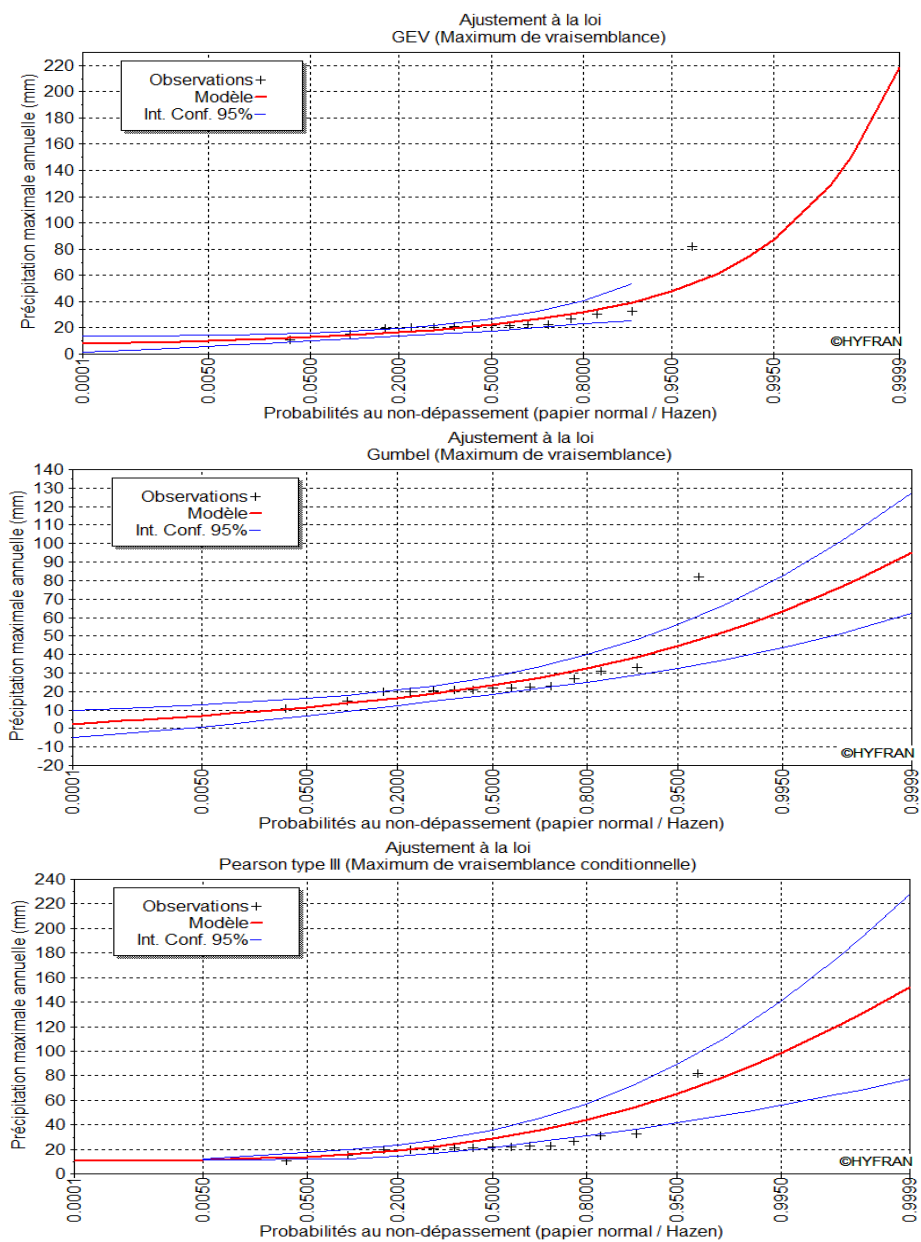 Ajustement à la loi
GEV (Maximum de vraisemblance)
Précipitation maximale annuelle (mm)
220
200
180
160
140
120
100
80
60
40
20
0
Observations +
Modèle
Int. Conf. 95%
©HYFRAN
0.0001
0.0050
0.0500
0.2000
0.5000
0.8000
0.9500
0.9950
0.9999
Probabilités au non-dépassement (papier normal / Hazen)
Ajustement à la loi
Gumbel (Maximum de vraisemblance)
Précipitation maximale annuelle (mm)
140
130
120
110
100
90
80
70
60
50
40
30
20
10
0
-10
-20
Observations +
Modèle
Int. Conf. 95%
©HYFRAN
0.0001
0.0050
0.0500
0.2000
0.5000
0.8000
0.9500
0.9950
0.9999
Probabilités au non-dépassement (papier normal / Hazen)
Ajustement à la loi
Pearson type III (Maximum de vraisemblance conditionnelle)
Précipitation maximale annuelle (mm)
240
220
200
180
160
140
120
100
80
60
40
20
0
Observations +
Modèle
Int. Conf. 95%
©HYFRAN
0.0001
0.0050
0.0500
0.2000
0.5000
0.8000
0.9500
0.9950
0.9999
Probabilités au non-dépassement (papier normal / Hazen)